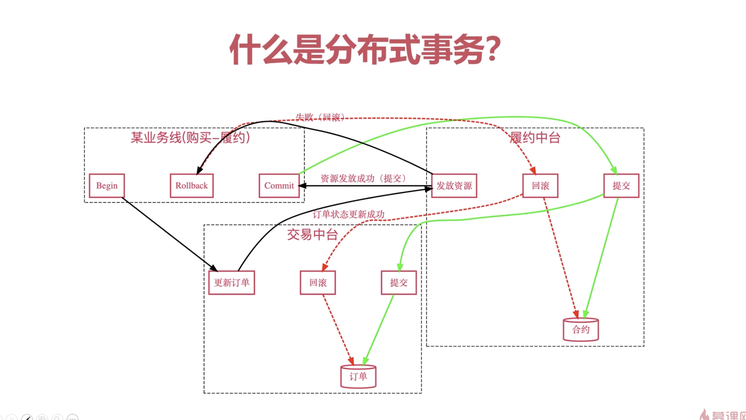 什么是分布式事务?
失败（回滚）
某业务线(购买–履约)
履约中台
Begin
Rollback
Commit
资源发放成功（提交）
发放资源
回滚
提交
订单状态更新成功
交易中台
更新订单
回滚
提交
合约
订单